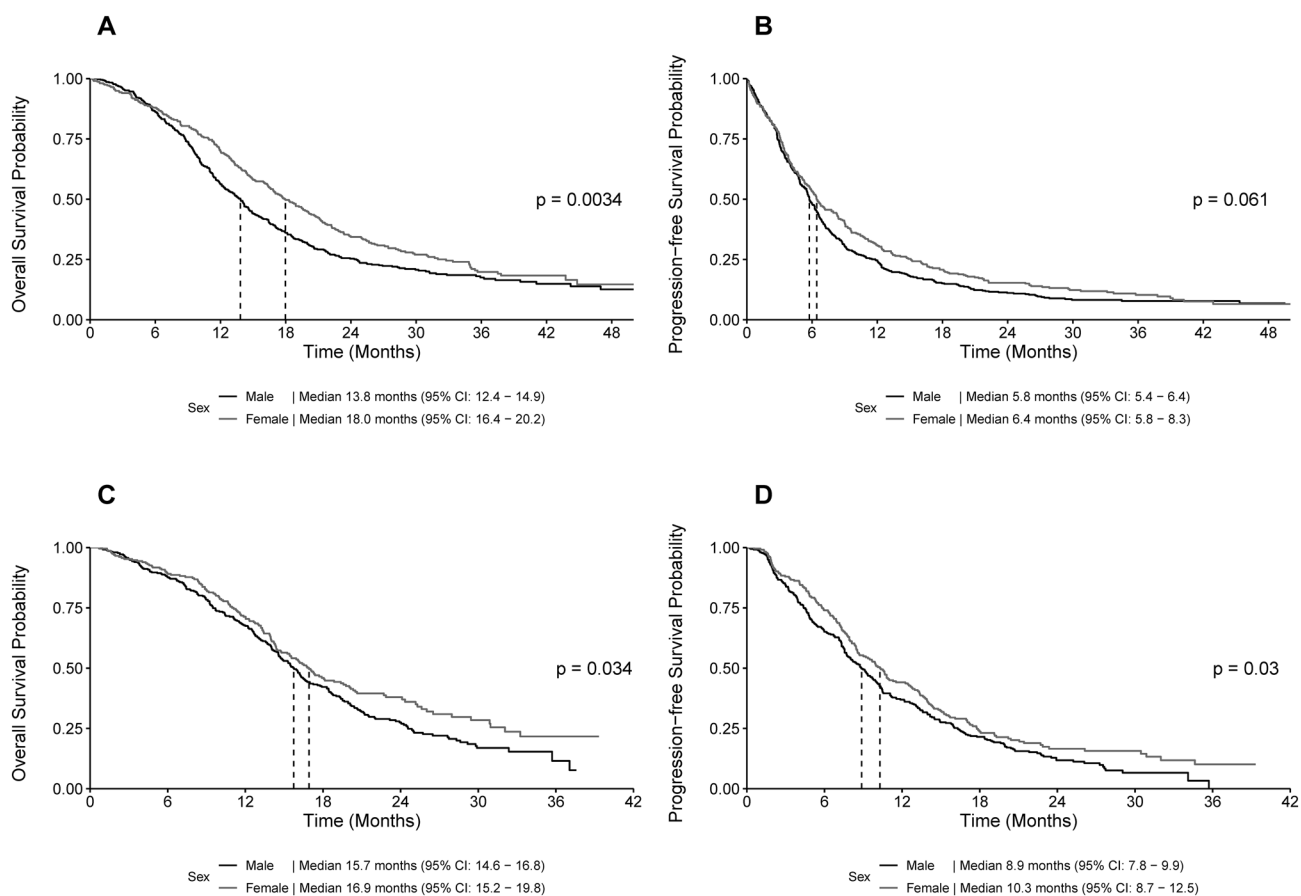 A
Overall Survival Probability
1.00
0.75
0.50
0.25
0.00
p = 0.0034
0 6 12 18 24 30 36 42 48
Time (Months)
Sex
Male | Median 13.8 months (95% CI: 12.4 − 14.9)
Female | Median 18.0 months (95% CI: 16.4 − 20.2)
B
Progression−free Survival Probability
1.00
0.75
0.50
0.25
0.00
p = 0.061
0 6 12 18 24 30 36 42 48
Time (Months)
Sex
Male | Median 5.8 months (95% CI: 5.4 − 6.4)
Female | Median 6.4 months (95% CI: 5.8 − 8.3)
C
Overall Survival Probability
1.00
0.75
0.50
0.25
0.00
p = 0.034
0 6 12 18 24 30 36 42
Time (Months)
Sex
Male | Median 15.7 months (95% CI: 14.6 − 16.8)
Female | Median 16.9 months (95% CI: 15.2 − 19.8)
D
Progression−free Survival Probability
1.00
0.75
0.50
0.25
0.00
p = 0.03
0 6 12 18 24 30 36 42
Time (Months)
Sex
Male | Median 8.9 months (95% CI: 7.8 − 9.9)
Female | Median 10.3 months (95% CI: 8.7 − 12.5)